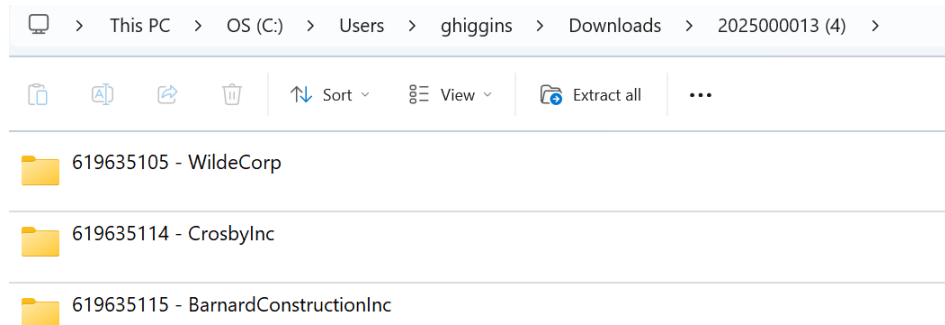 This PC > OS (C:) > Users > ghiggins > Downloads > 2025000013 (4) >
Sort View Extract all
619635105 - WildeCorp
619635114 - CrosbyInc
619635115 - BarnardConstructionInc